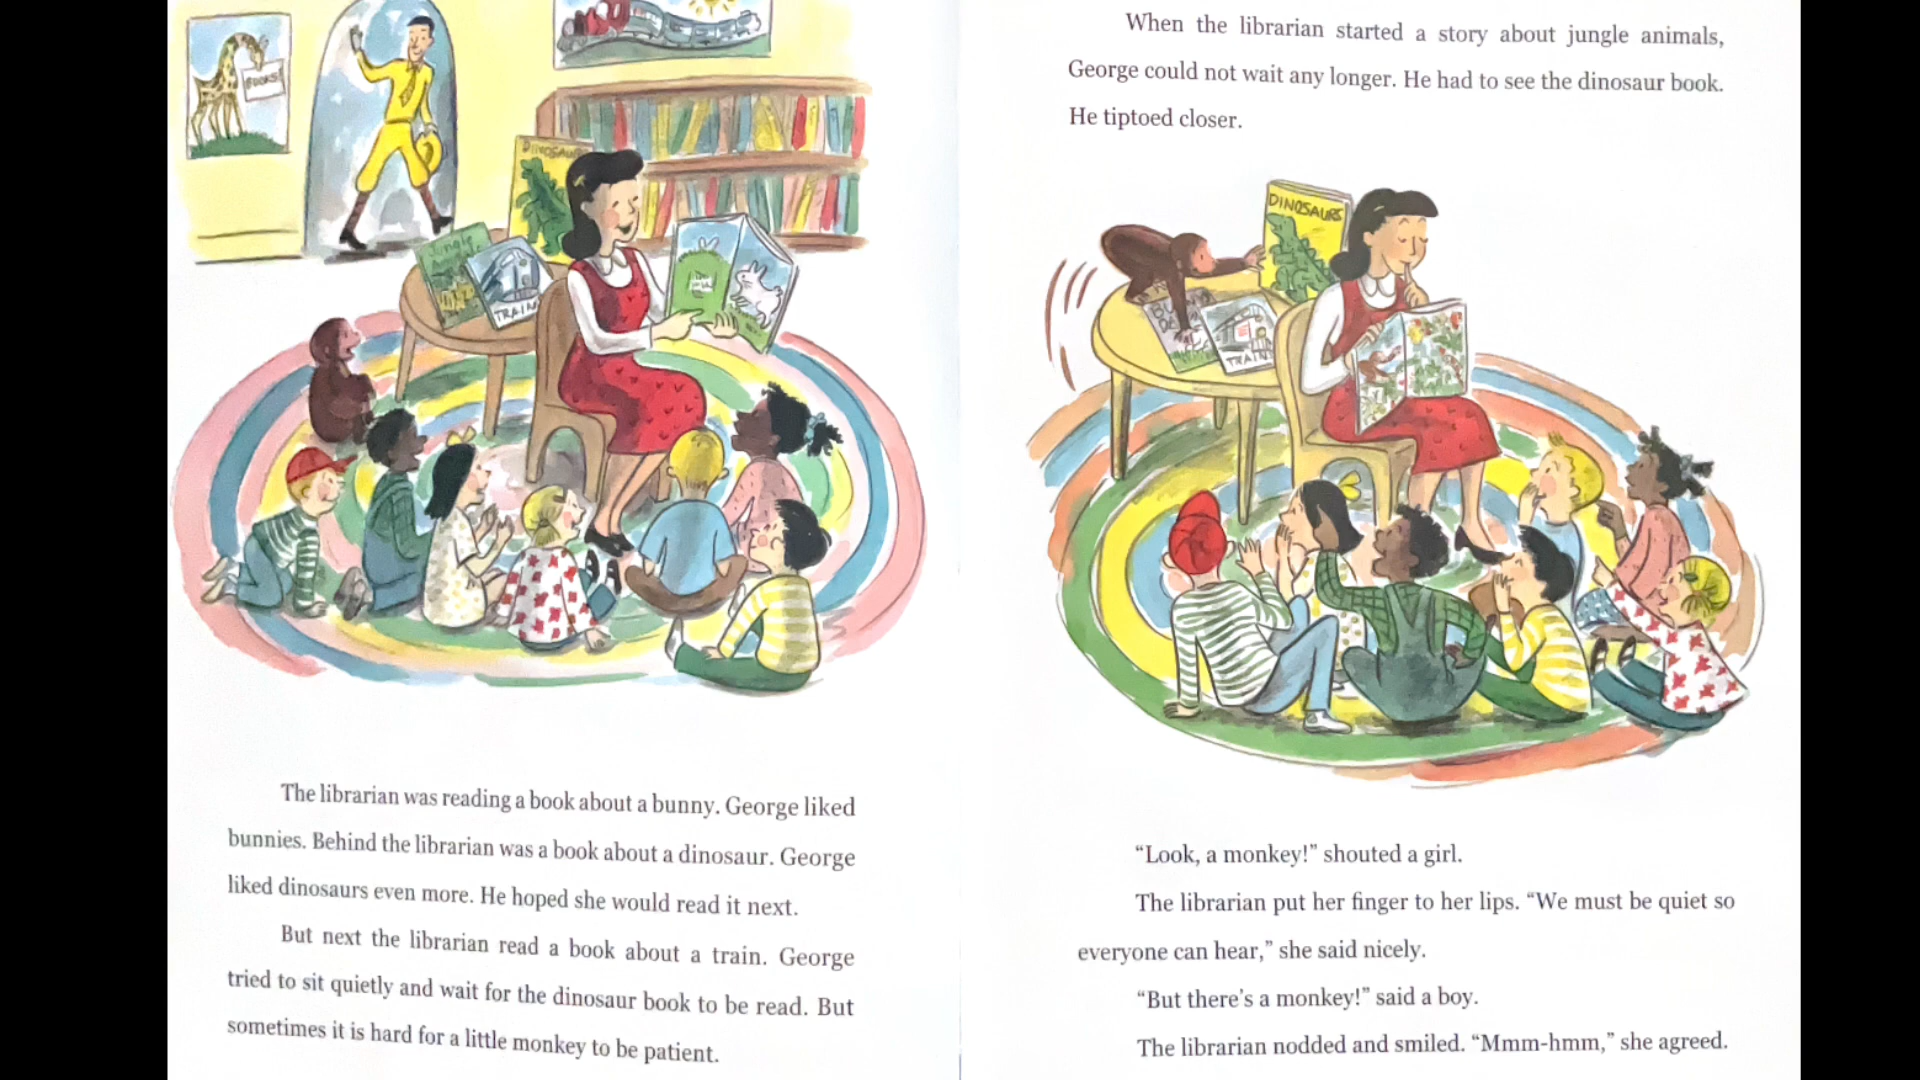 BOOKS!
DINOSAURS
Jungle
TRAIN
The librarian was reading a book about a bunny. George liked
bunnies. Behind the librarian was a book about a dinosaur. George
liked dinosaurs even more. He hoped she would read it next.
But next the librarian read a book about a train. George
tried to sit quietly and wait for the dinosaur book to be read. But
sometimes it is hard for a little monkey to be patient.
When the librarian started a story about jungle animals,
George could not wait any longer. He had to see the dinosaur book.
He tiptoed closer.
DINOSAURS
TRAIN
“Look, a monkey!” shouted a girl.
The librarian put her finger to her lips. “We must be quiet so
everyone can hear,” she said nicely.
“But there’s a monkey!” said a boy.
The librarian nodded and smiled. “Mmm-hmm,” she agreed.